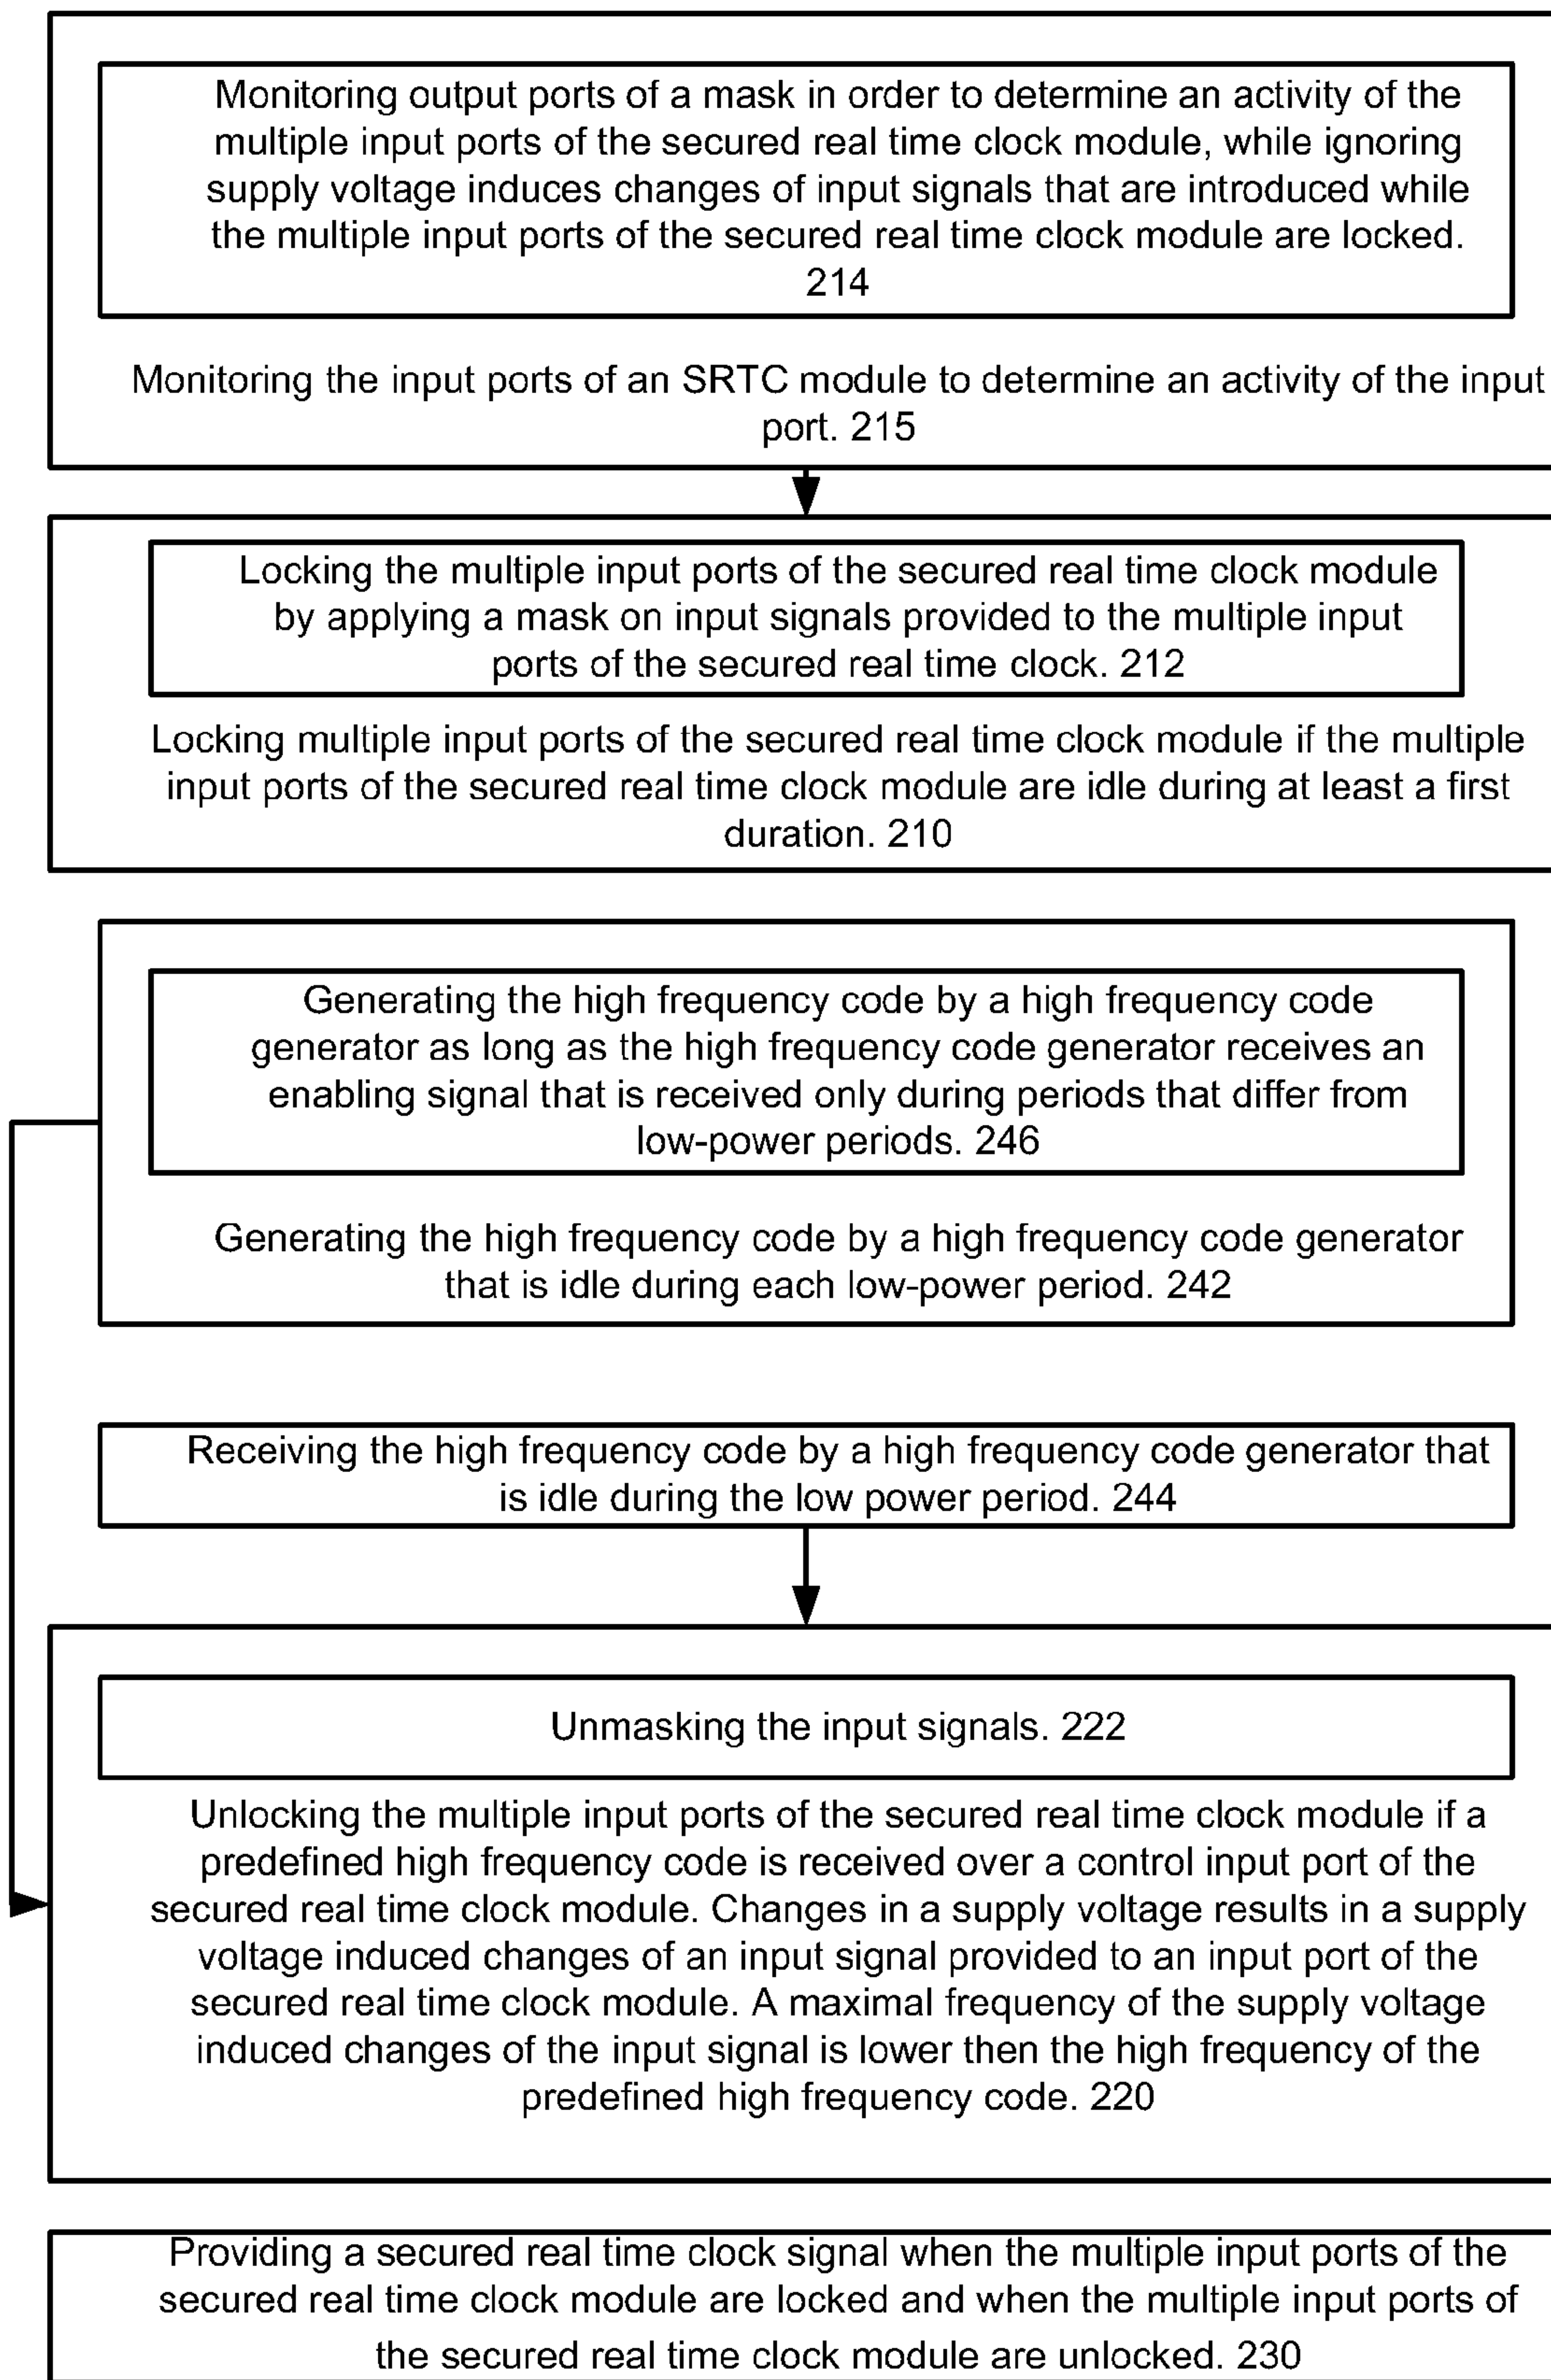 Monitoring output ports of a mask in order to determine an activity of the
multiple input ports of the secured real time clock module, while ignoring
supply voltage induces changes of input signals that are introduced while
the multiple input ports of the secured real time clock module are locked.
214
Monitoring the input ports of an SRTC module to determine an activity of the input
port. 215
Locking the multiple input ports of the secured real time clock module
by applying a mask on input signals provided to the multiple input
ports of the secured real time clock. 212
Locking multiple input ports of the secured real time clock module if the multiple
input ports of the secured real time clock module are idle during at least a first
duration. 210
Generating the high frequency code by a high frequency code
generator as long as the high frequency code generator receives an
enabling signal that is received only during periods that differ from
low-power periods. 246
Generating the high frequency code by a high frequency code generator
that is idle during each low-power period. 242
Receiving the high frequency code by a high frequency code generator that
is idle during the low power period. 244
Unmasking the input signals. 222
Unlocking the multiple input ports of the secured real time clock module if a
predefined high frequency code is received over a control input port of the
secured real time clock module. Changes in a supply voltage results in a supply
voltage induced changes of an input signal provided to an input port of the
secured real time clock module. A maximal frequency of the supply voltage
induced changes of the input signal is lower then the high frequency of the
predefined high frequency code. 220
Providing a secured real time clock signal when the multiple input ports of the
secured real time clock module are locked and when the multiple input ports of
the secured real time clock module are unlocked. 230